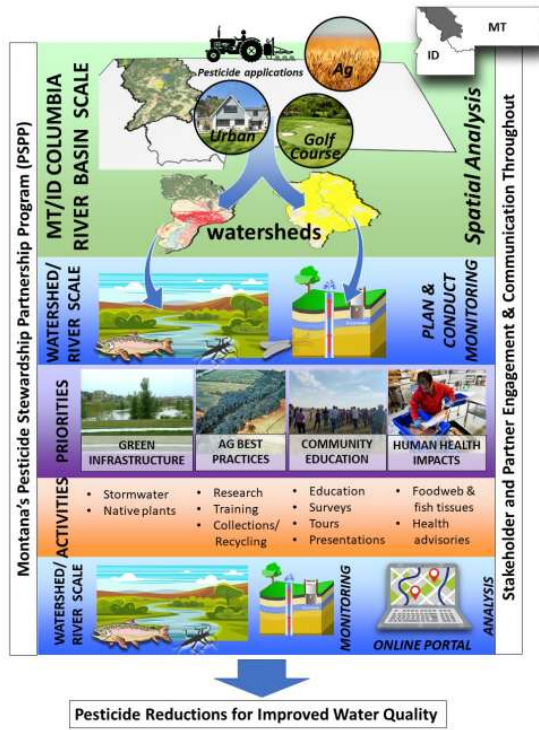 MT
ID
Pesticide applications
Ag
Urban
Golf
Course
MT/ID COLUMBIA
RIVER BASIN SCALE
Spatial Analysis
watersheds
Montana's Pesticide Stewardship Partnership Program (PSPP)
Stakeholder and Partner Engagement & Communication Throughout
WATERSHED/
RIVER SCALE
PLAN &
CONDUCT
MONITORING
PRIORITIES
GREEN
INFRASTRUCTURE
AG BEST
PRACTICES
COMMUNITY
EDUCATION
HUMAN HEALTH
IMPACTS
ACTIVITIES
• Stormwater
• Native plants
• Research
• Training
• Collections/
Recycling
• Education
• Surveys
• Tours
• Presentations
• Foodweb &
fish tissues
• Health
advisories
WATERSHED/
RIVER SCALE
MONITORING
ONLINE PORTAL
ANALYSIS
Pesticide Reductions for Improved Water Quality